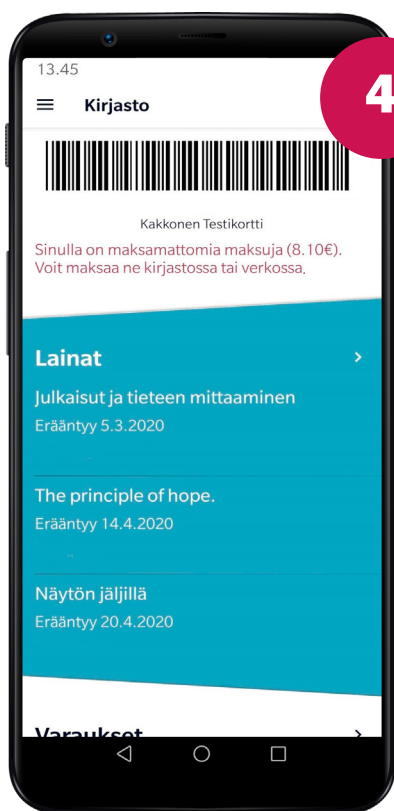 13.45
4
Kirjasto
Kakkonen Testikortti
Sinulla on maksamattomia maksuja (8.10€).
Voit maksaa ne kirjastossa tai verkossa.
Lainat
Julkaisut ja tieteen mittaaminen
Erääntyy 5.3.2020
The principle of hope.
Erääntyy 14.4.2020
Näytön jäljillä
Erääntyy 20.4.2020
Varaukset